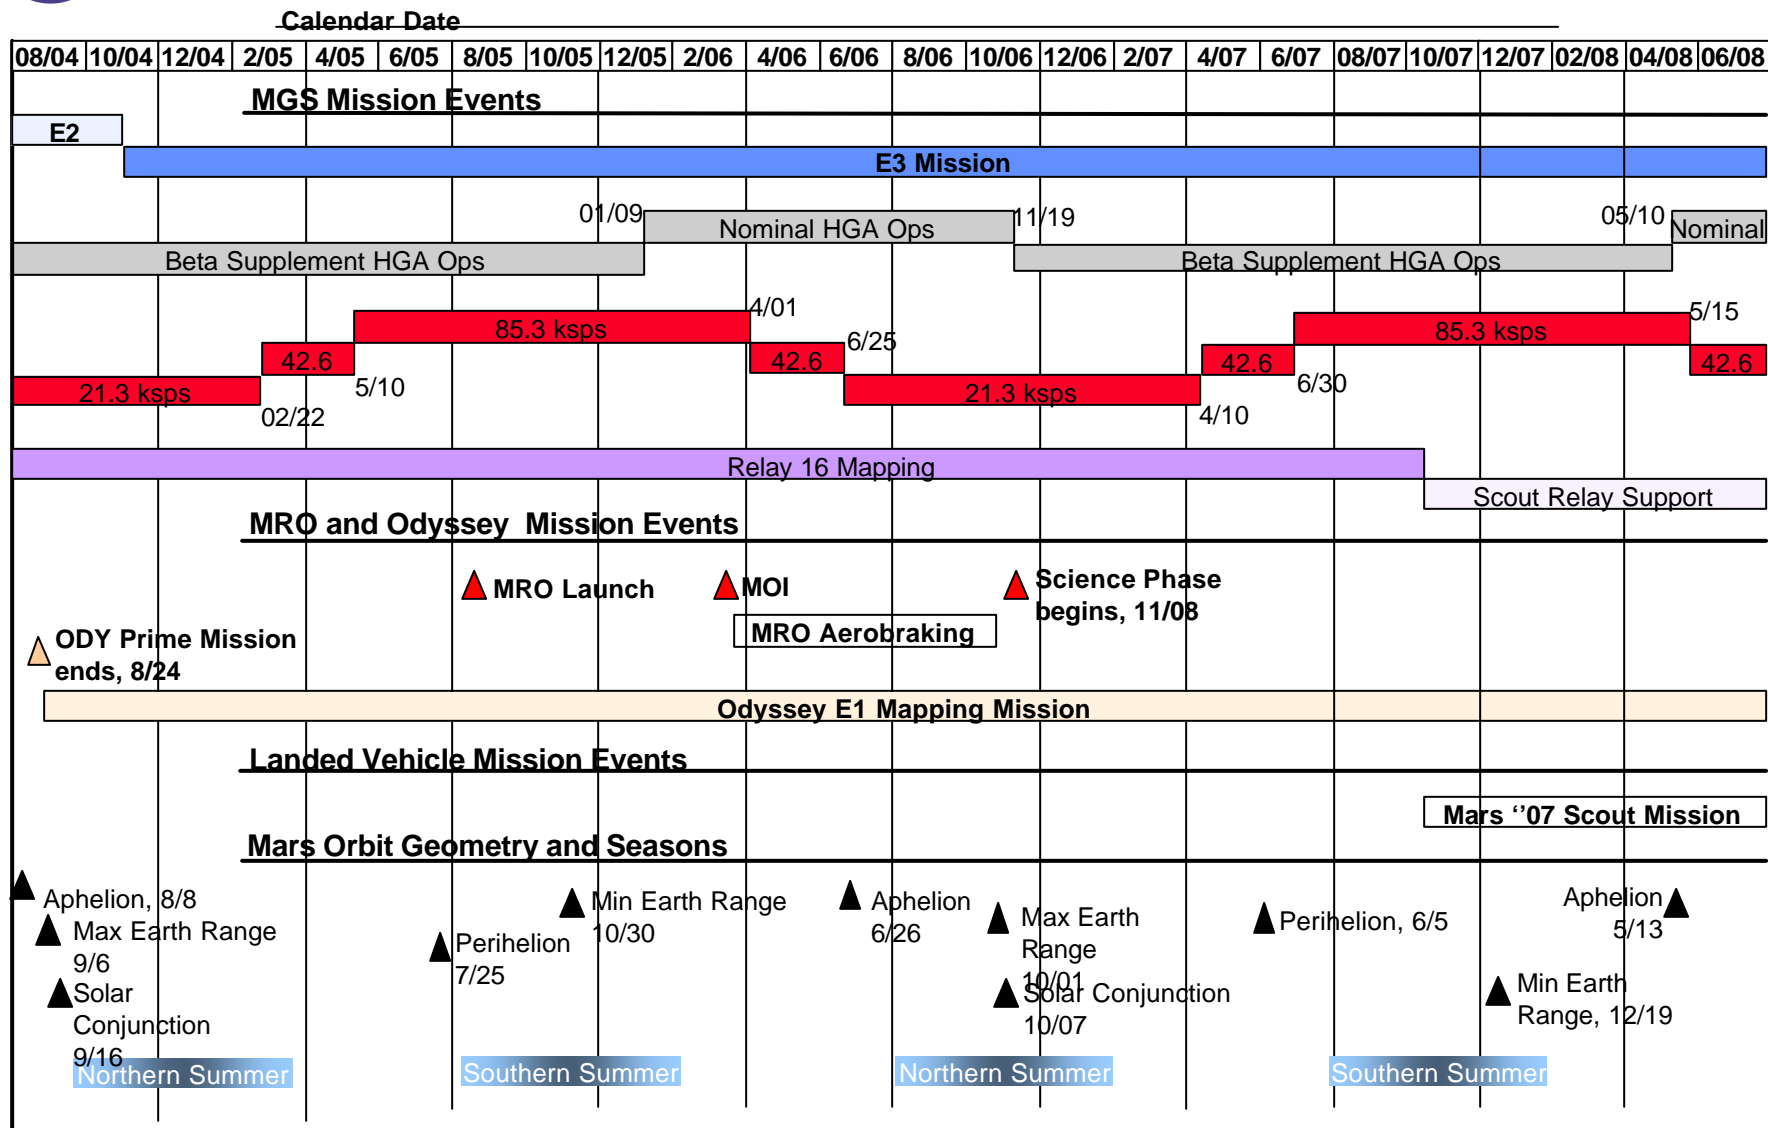 Calendar Date
08/04 10/04 12/04 2/05 4/05 6/05 8/05 10/05 12/05 2/06 4/06 6/06 8/06 10/06 12/06 2/07 4/07 6/07 08/07 10/07 12/07 02/08 04/08 06/08
MGS Mission Events
E2
E3 Mission
01/09
Nominal HGA Ops
11/19
05/10
Nominal
Beta Supplement HGA Ops
Beta Supplement HGA Ops
85.3 ksps
4/01
85.3 ksps
5/15
42.6
5/10
42.6
6/25
42.6
6/30
42.6
21.3 ksps
02/22
21.3 ksps
4/10
Relay 16 Mapping
Scout Relay Support
MRO and Odyssey Mission Events
MRO Launch
MOI
Science Phase
begins, 11/08
MRO Aerobraking
ODY Prime Mission
ends, 8/24
Odyssey E1 Mapping Mission
Landed Vehicle Mission Events
Mars ‘'07 Scout Mission
Mars Orbit Geometry and Seasons
Aphelion, 8/8
Max Earth Range
9/6
Solar
Conjunction
9/16
Perihelion
7/25
Min Earth Range
10/30
Aphelion
6/26
Max Earth
Range
10/01
Solar Conjunction
10/07
Perihelion, 6/5
Min Earth
Range, 12/19
Aphelion
5/13
Northern Summer
Southern Summer
Northern Summer
Southern Summer